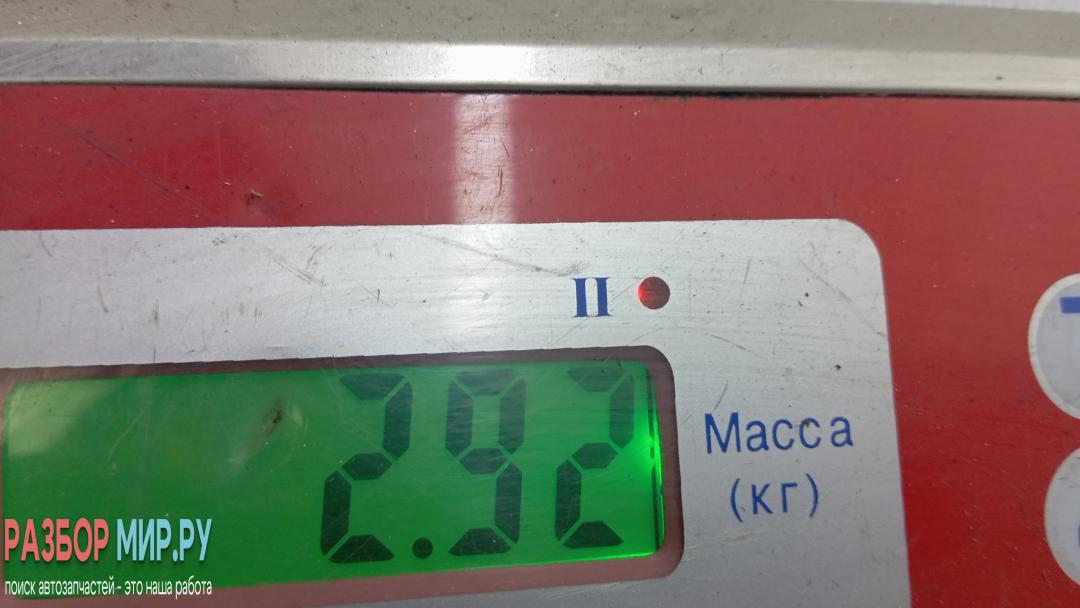 II
2.92
Масса
(кг)
РАЗБОР МИР.РУ
поиск автозапчастей - это наша работа